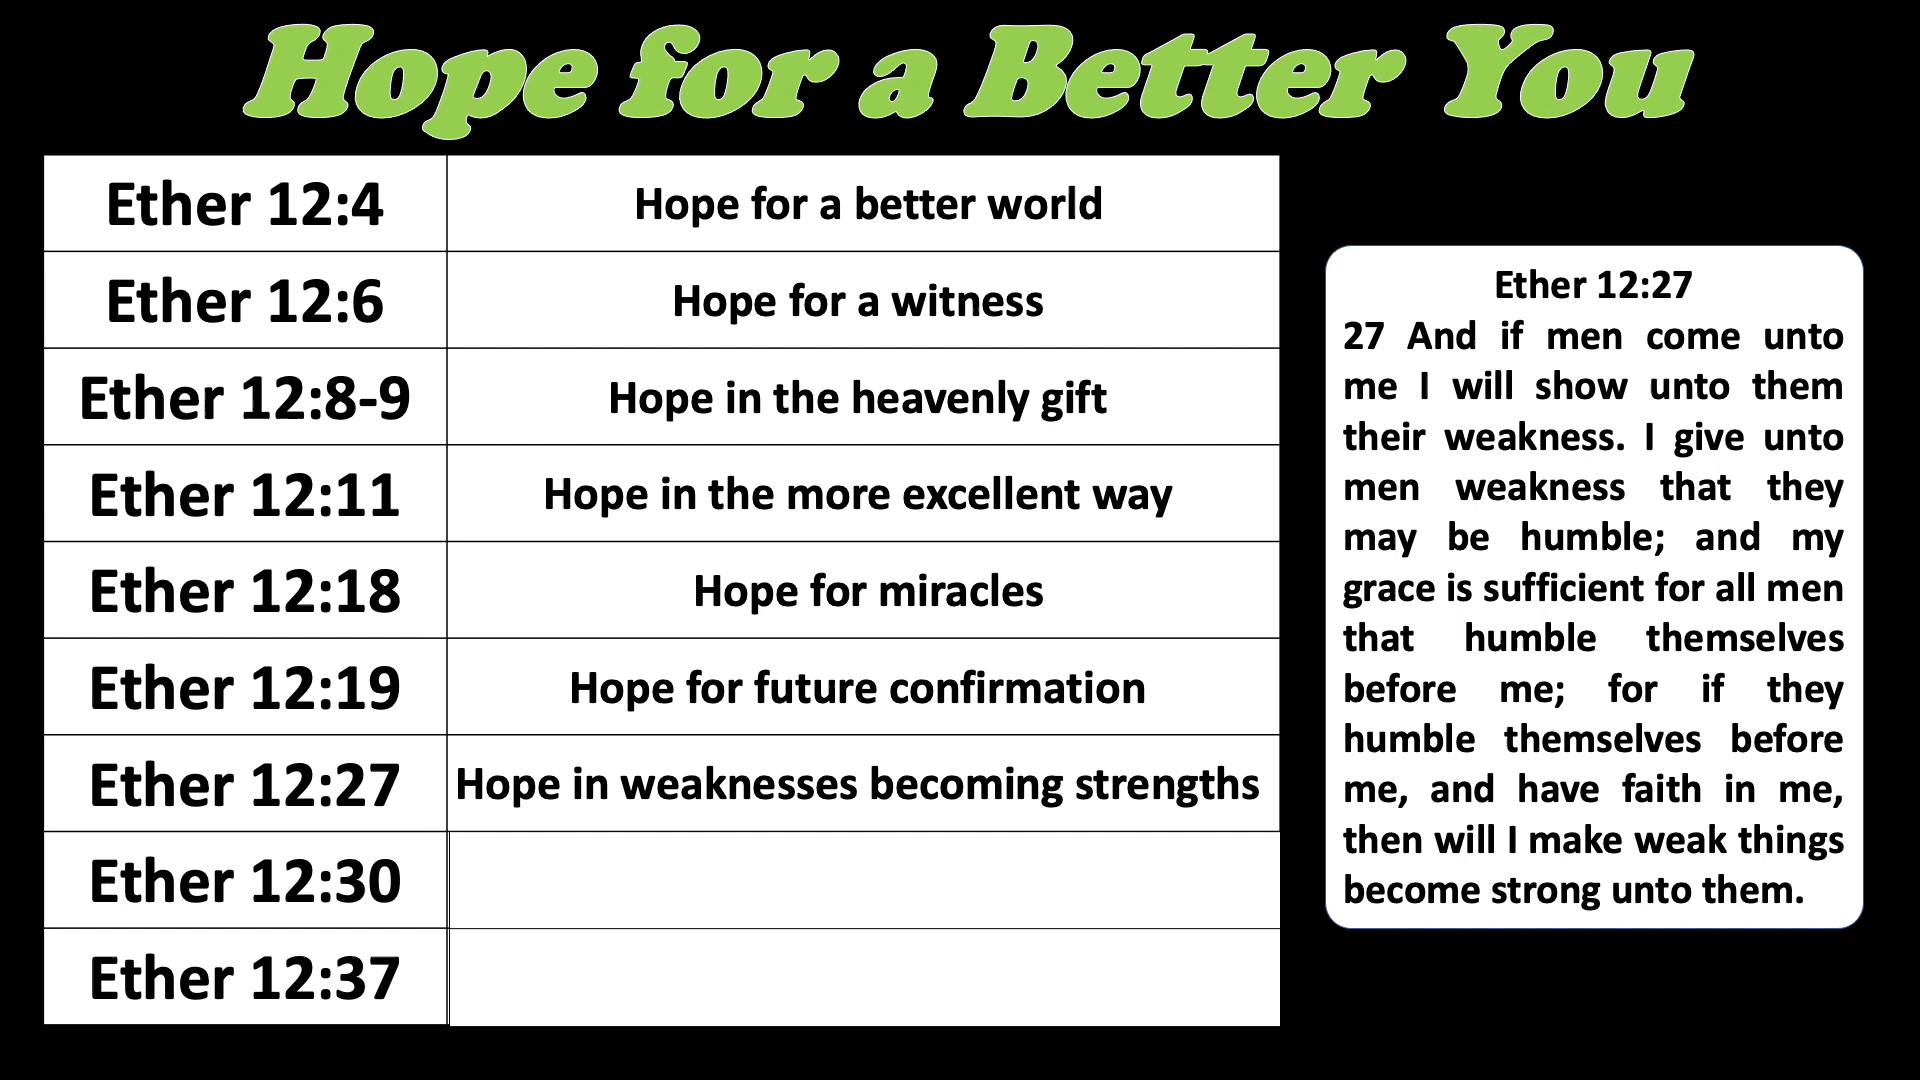 Hope for a Better You
Ether 12:4 Hope for a better world
Ether 12:6 Hope for a witness
Ether 12:8-9 Hope in the heavenly gift
Ether 12:11 Hope in the more excellent way
Ether 12:18 Hope for miracles
Ether 12:19 Hope for future confirmation
Ether 12:27 Hope in weaknesses becoming strengths
Ether 12:30
Ether 12:37
Ether 12:27
27 And if men come unto
me I will show unto them
their weakness. I give unto
men weakness that they
may be humble; and my
grace is sufficient for all men
that humble themselves
before me; for if they
humble themselves before
me, and have faith in me,
then will I make weak things
become strong unto them.